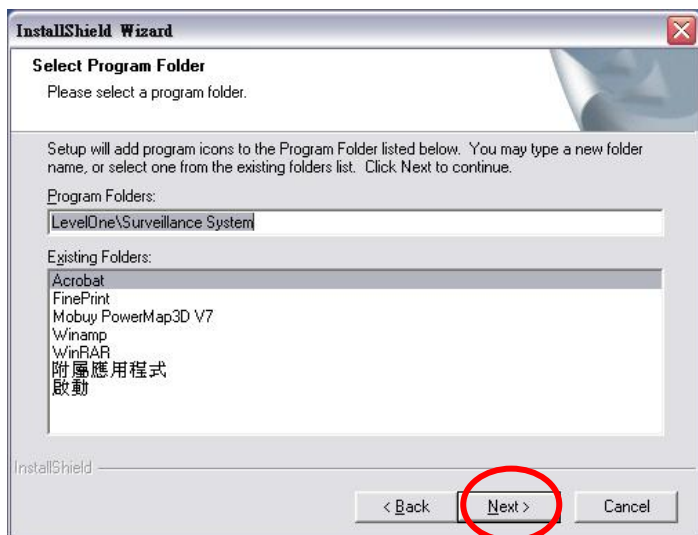 InstallShield Wizard
Select Program Folder
Please select a program folder.
Setup will add program icons to the Program Folder listed below. You may type a new folder
name, or select one from the existing folders list. Click Next to continue.
Program Folders:
LevelOne\Surveillance System
Existing Folders:
Acrobat
FinePrint
Mobuy PowerMap3D V7
Winamp
WinRAR
附屬應用程式
啟動
InstallShield
< Back
Next >
Cancel